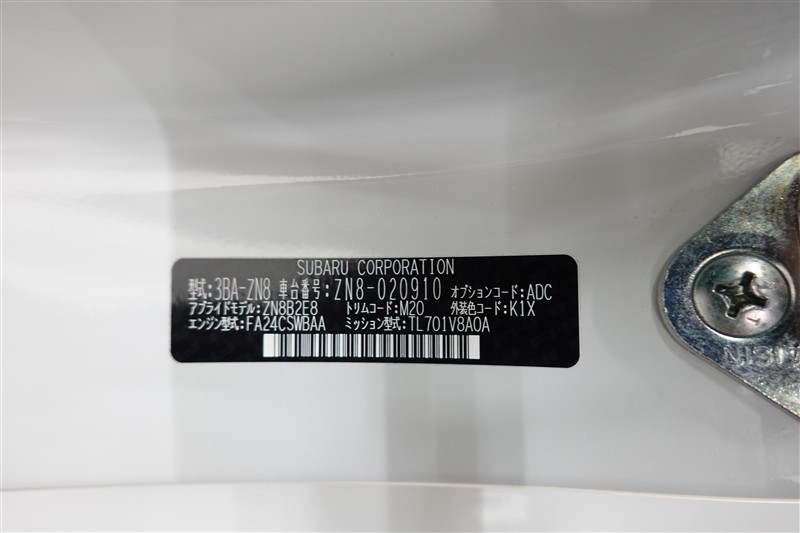 SUBARU CORPORATION
型式:3BA-ZN8 車台番号:ZN8-020910 オプションコード:ADC
アプライドモデル:ZN8B2E8 トリムコード:M20 外装色コード:K1X
エンジン型式:FA24CSWBAA ミッション型式:TL701V8A0A
AISIN